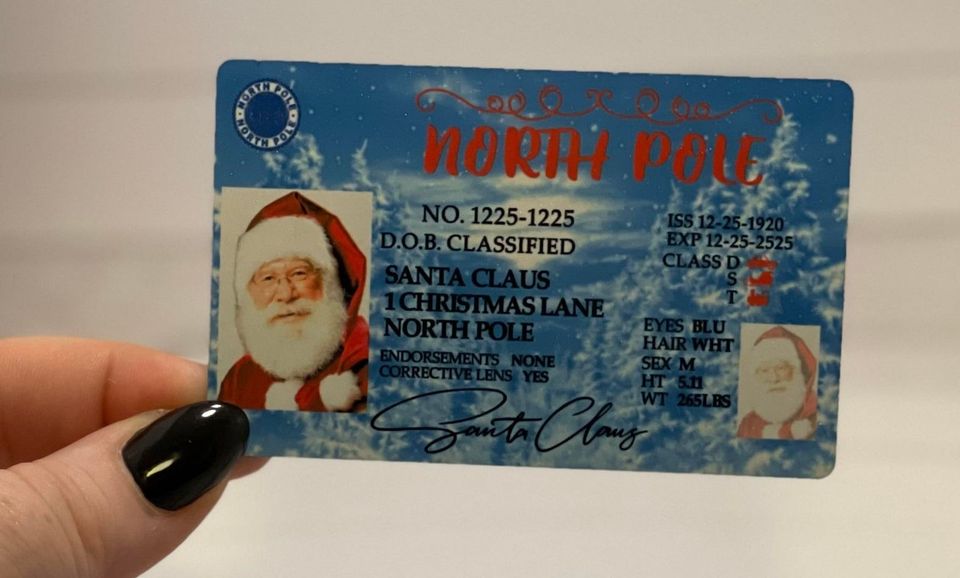 NORTH POLE
NORTH POLE
NORTH POLE
NO. 1225-1225
D.O.B. CLASSIFIED
SANTA CLAUS
1 CHRISTMAS LANE
NORTH POLE
ENDORSEMENTS NONE
CORRECTIVE LENS YES
Santa Claus
ISS 12-25-1920
EXP 12-25-2525
CLASS D
S
T
EYES BLU
HAIR WHT
SEX M
HT 5.11
WT 265LBS